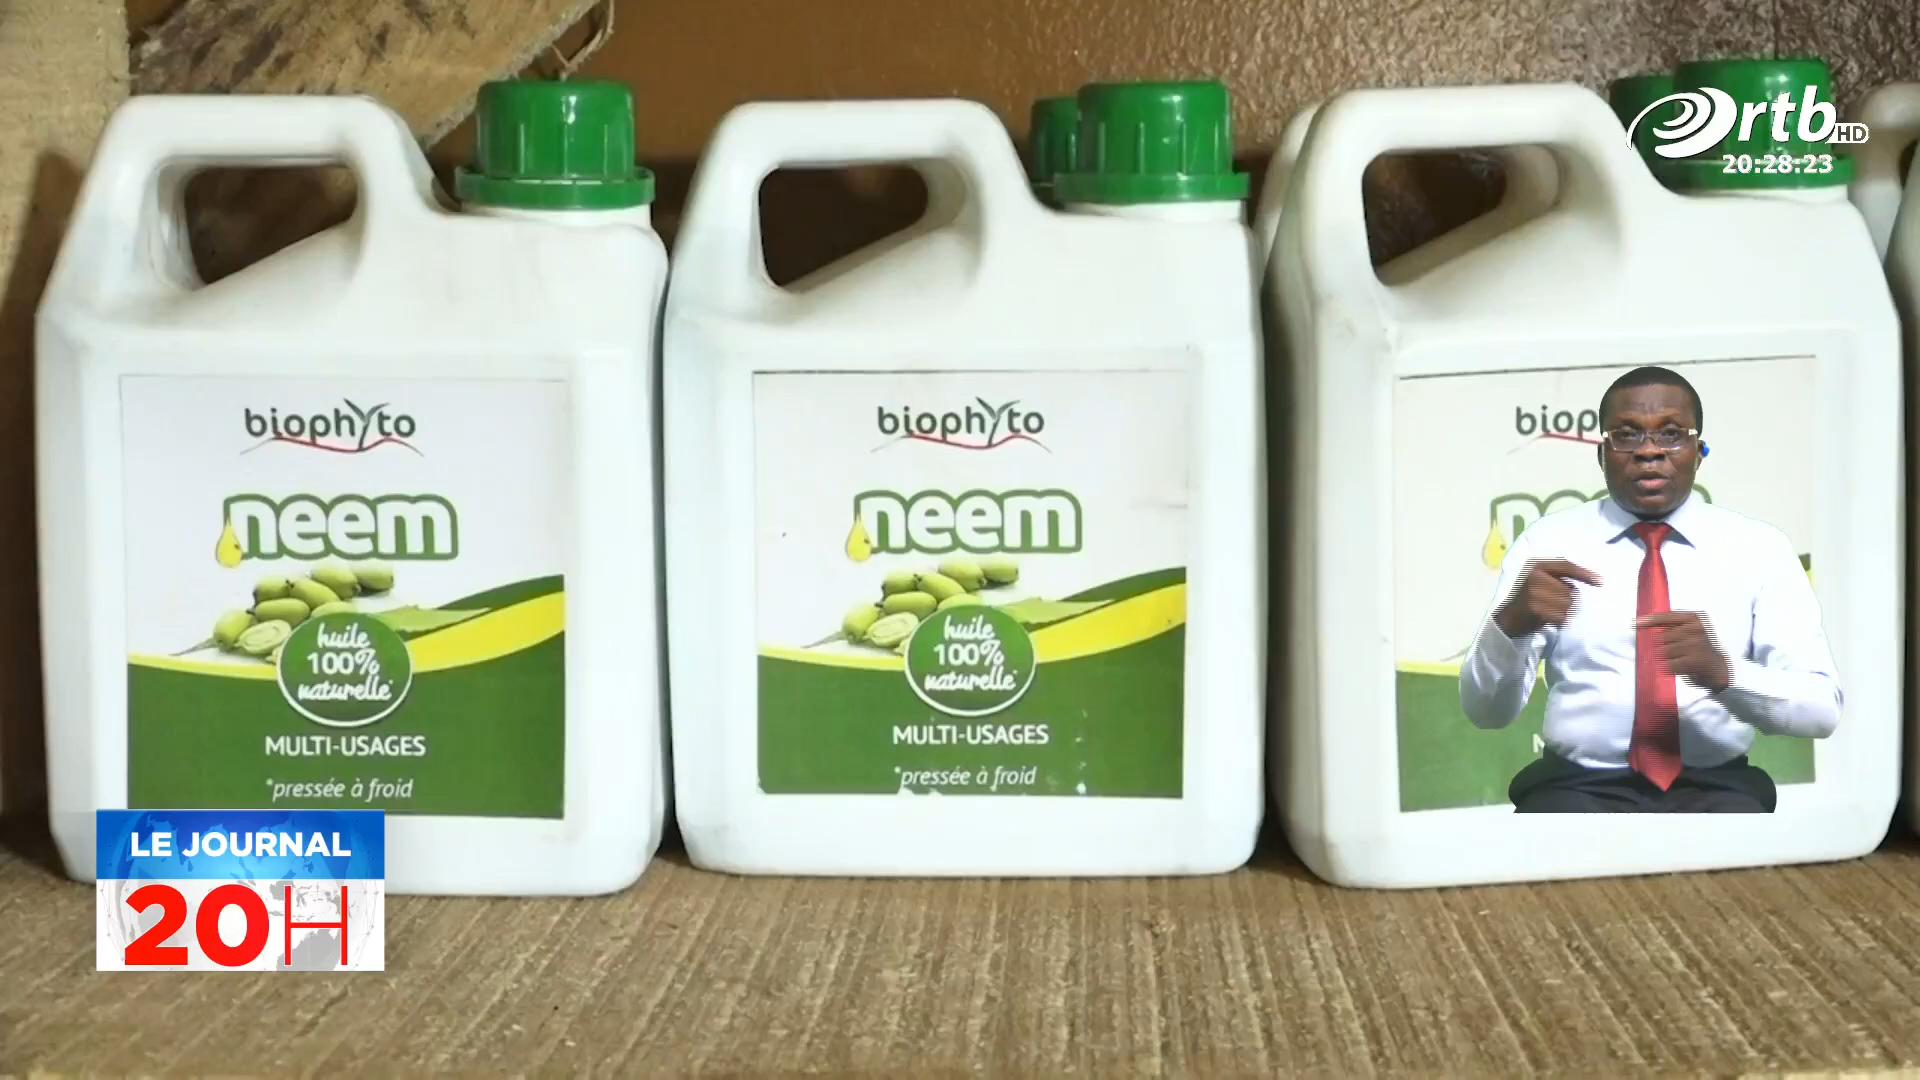 rtb HD
20:28:23
biophyto
neem
huile
100%
naturelle*
MULTI-USAGES
*pressée à froid
biophyto
neem
huile
100%
naturelle*
MULTI-USAGES
*pressée à froid
biop
LE JOURNAL
20H